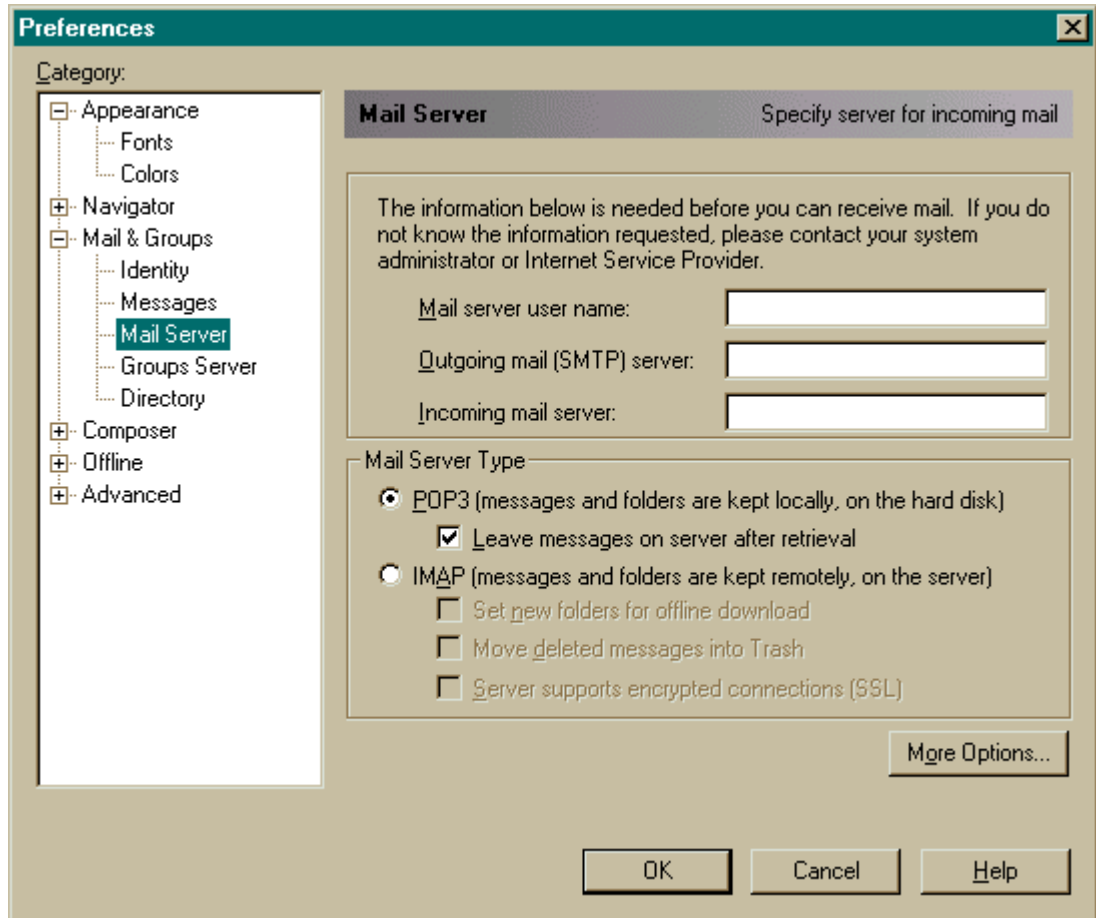 Preferences
Category:
Appearance
Fonts
Colors
Navigator
Mail & Groups
Identity
Messages
Mail Server
Groups Server
Directory
Composer
Offline
Advanced
Mail Server Specify server for incoming mail
The information below is needed before you can receive mail. If you do
not know the information requested, please contact your system
administrator or Internet Service Provider.
Mail server user name:
Outgoing mail (SMTP) server:
Incoming mail server:
Mail Server Type
POP3 (messages and folders are kept locally, on the hard disk)
Leave messages on server after retrieval
IMAP (messages and folders are kept remotely, on the server)
Set new folders for offline download
Move deleted messages into Trash
Server supports encrypted connections (SSL)
More Options...
OK Cancel Help